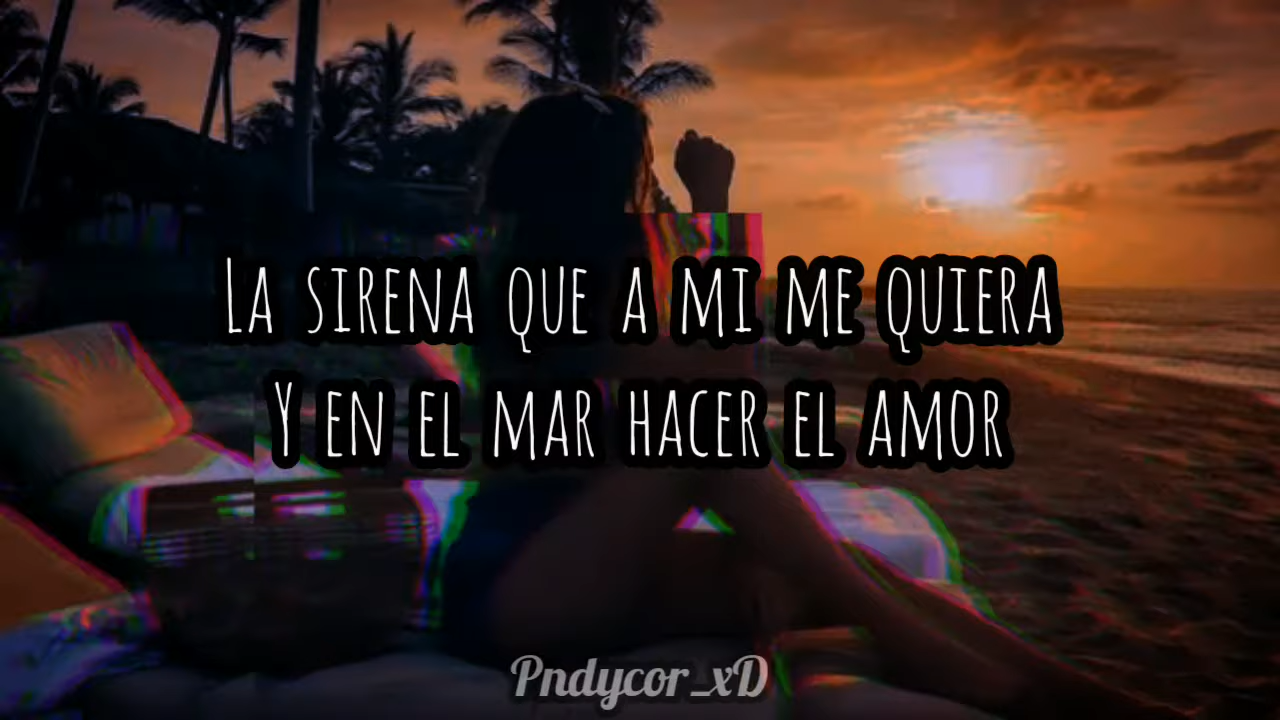 LA SIRENA QUE A MI ME QUIERA
Y EN EL MAR HACER EL AMOR
Pndycor_xD